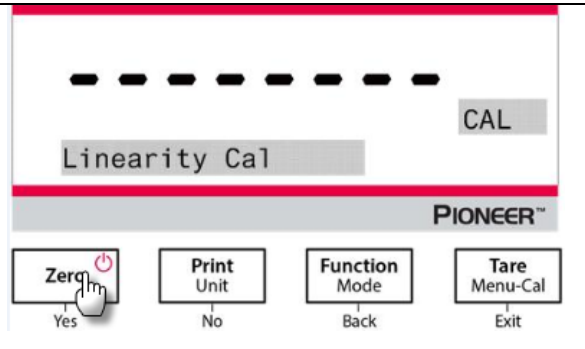 --------
CAL
Linearity Cal
PIONEER™
Zero Print Function Tare
Unit Mode Menu-Cal
Yes No Back Exit